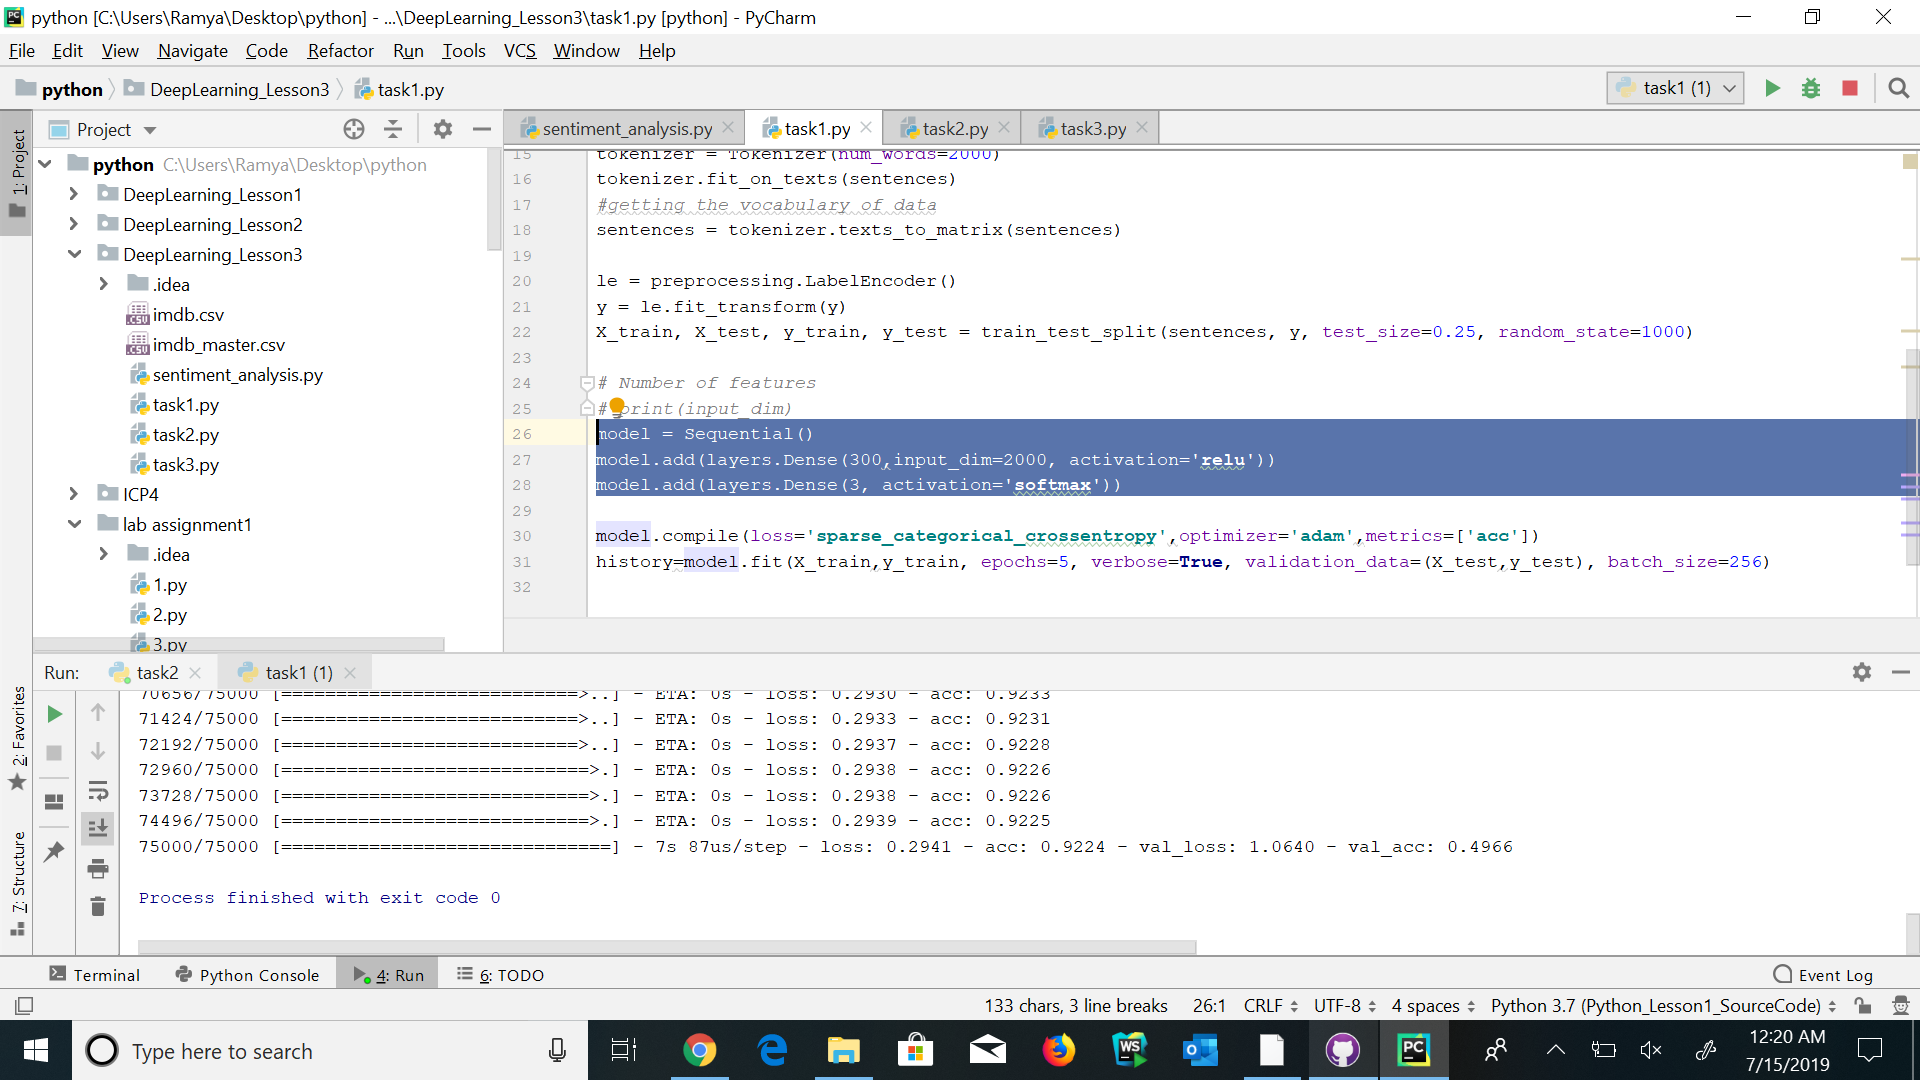 python [C:\Users\Ramya\Desktop\python] - ...\DeepLearning_Lesson3\task1.py [python] - PyCharm
File Edit View Navigate Code Refactor Run Tools VCS Window Help
python DeepLearning_Lesson3 task1.py
task1 (1)
Project
sentiment_analysis.py task1.py task2.py task3.py
1: Project
python C:\Users\Ramya\Desktop\python
DeepLearning_Lesson1
DeepLearning_Lesson2
DeepLearning_Lesson3
.idea
imdb.csv
imdb_master.csv
sentiment_analysis.py
task1.py
task2.py
task3.py
ICP4
lab assignment1
.idea
1.py
2.py
3.py
15 tokenizer = Tokenizer(num_words=2000)
16 tokenizer.fit_on_texts(sentences)
17 #getting the vocabulary of data
18 sentences = tokenizer.texts_to_matrix(sentences)
19
20 le = preprocessing.LabelEncoder()
21 y = le.fit_transform(y)
22 X_train, X_test, y_train, y_test = train_test_split(sentences, y, test_size=0.25, random_state=1000)
23
24 # Number of features
25 # print(input_dim)
26 model = Sequential()
27 model.add(layers.Dense(300,input_dim=2000, activation='relu'))
28 model.add(layers.Dense(3, activation='softmax'))
29
30 model.compile(loss='sparse_categorical_crossentropy',optimizer='adam',metrics=['acc'])
31 history=model.fit(X_train,y_train, epochs=5, verbose=True, validation_data=(X_test,y_test), batch_size=256)
32
Run: task2 task1 (1)
2: Favorites
7: Structure
70656/75000 [===========================>..] - ETA: 0s - loss: 0.2930 - acc: 0.9233
71424/75000 [===========================>..] - ETA: 0s - loss: 0.2933 - acc: 0.9231
72192/75000 [===========================>..] - ETA: 0s - loss: 0.2937 - acc: 0.9228
72960/75000 [============================>.] - ETA: 0s - loss: 0.2938 - acc: 0.9226
73728/75000 [============================>.] - ETA: 0s - loss: 0.2938 - acc: 0.9226
74496/75000 [============================>.] - ETA: 0s - loss: 0.2939 - acc: 0.9225
75000/75000 [==============================] - 7s 87us/step - loss: 0.2941 - acc: 0.9224 - val_loss: 1.0640 - val_acc: 0.4966
Process finished with exit code 0
Terminal Python Console 4: Run 6: TODO Event Log
133 chars, 3 line breaks 26:1 CRLF UTF-8 4 spaces Python 3.7 (Python_Lesson1_SourceCode)
Type here to search
12:20 AM
7/15/2019